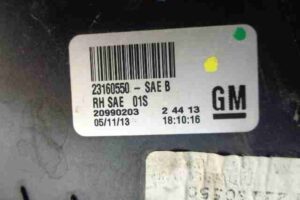 23160550 - SAE B
RH SAE 01S
20990203 2 44 13
05/11/13 18:10:16
GM